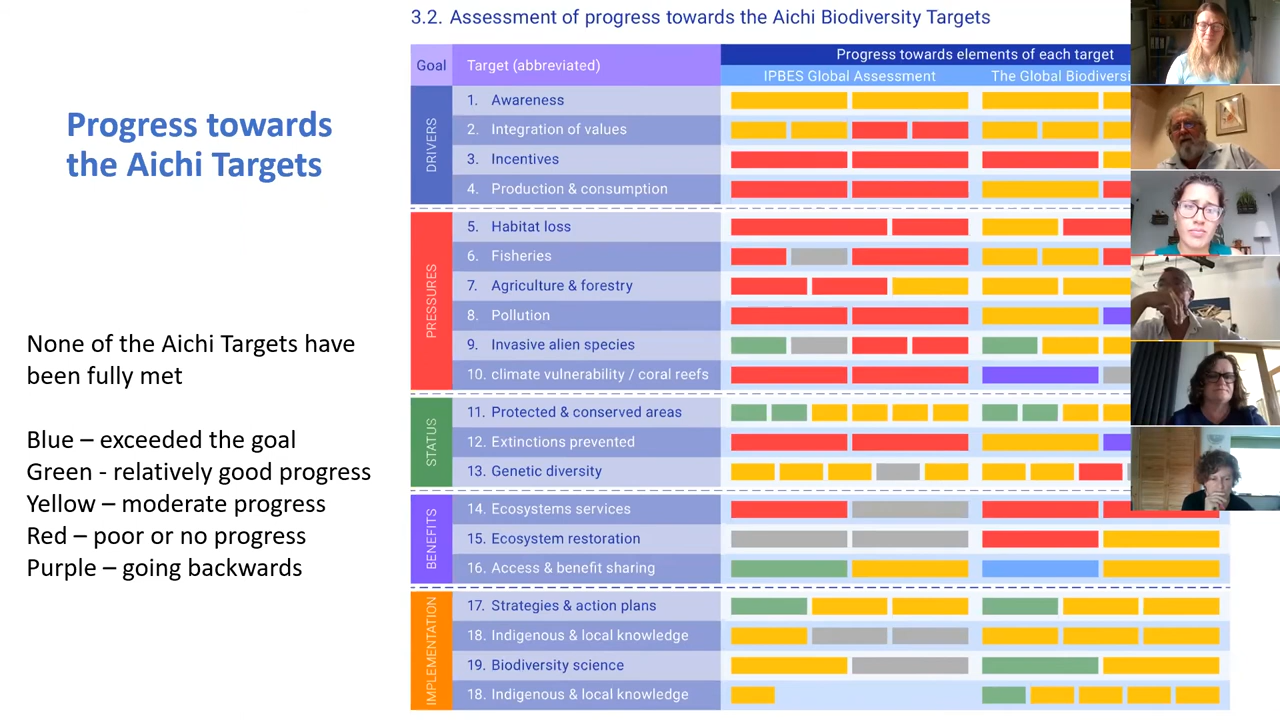 Progress towards
the Aichi Targets
None of the Aichi Targets have
been fully met
Blue – exceeded the goal
Green - relatively good progress
Yellow – moderate progress
Red – poor or no progress
Purple – going backwards
3.2. Assessment of progress towards the Aichi Biodiversity Targets
Goal
Target (abbreviated)
Progress towards elements of each target
IPBES Global Assessment
The Global Biodiversi
DRIVERS
1. Awareness
2. Integration of values
3. Incentives
4. Production & consumption
PRESSURES
5. Habitat loss
6. Fisheries
7. Agriculture & forestry
8. Pollution
9. Invasive alien species
10. climate vulnerability / coral reefs
STATUS
11. Protected & conserved areas
12. Extinctions prevented
13. Genetic diversity
BENEFITS
14. Ecosystems services
15. Ecosystem restoration
16. Access & benefit sharing
IMPLEMENTATION
17. Strategies & action plans
18. Indigenous & local knowledge
19. Biodiversity science
18. Indigenous & local knowledge